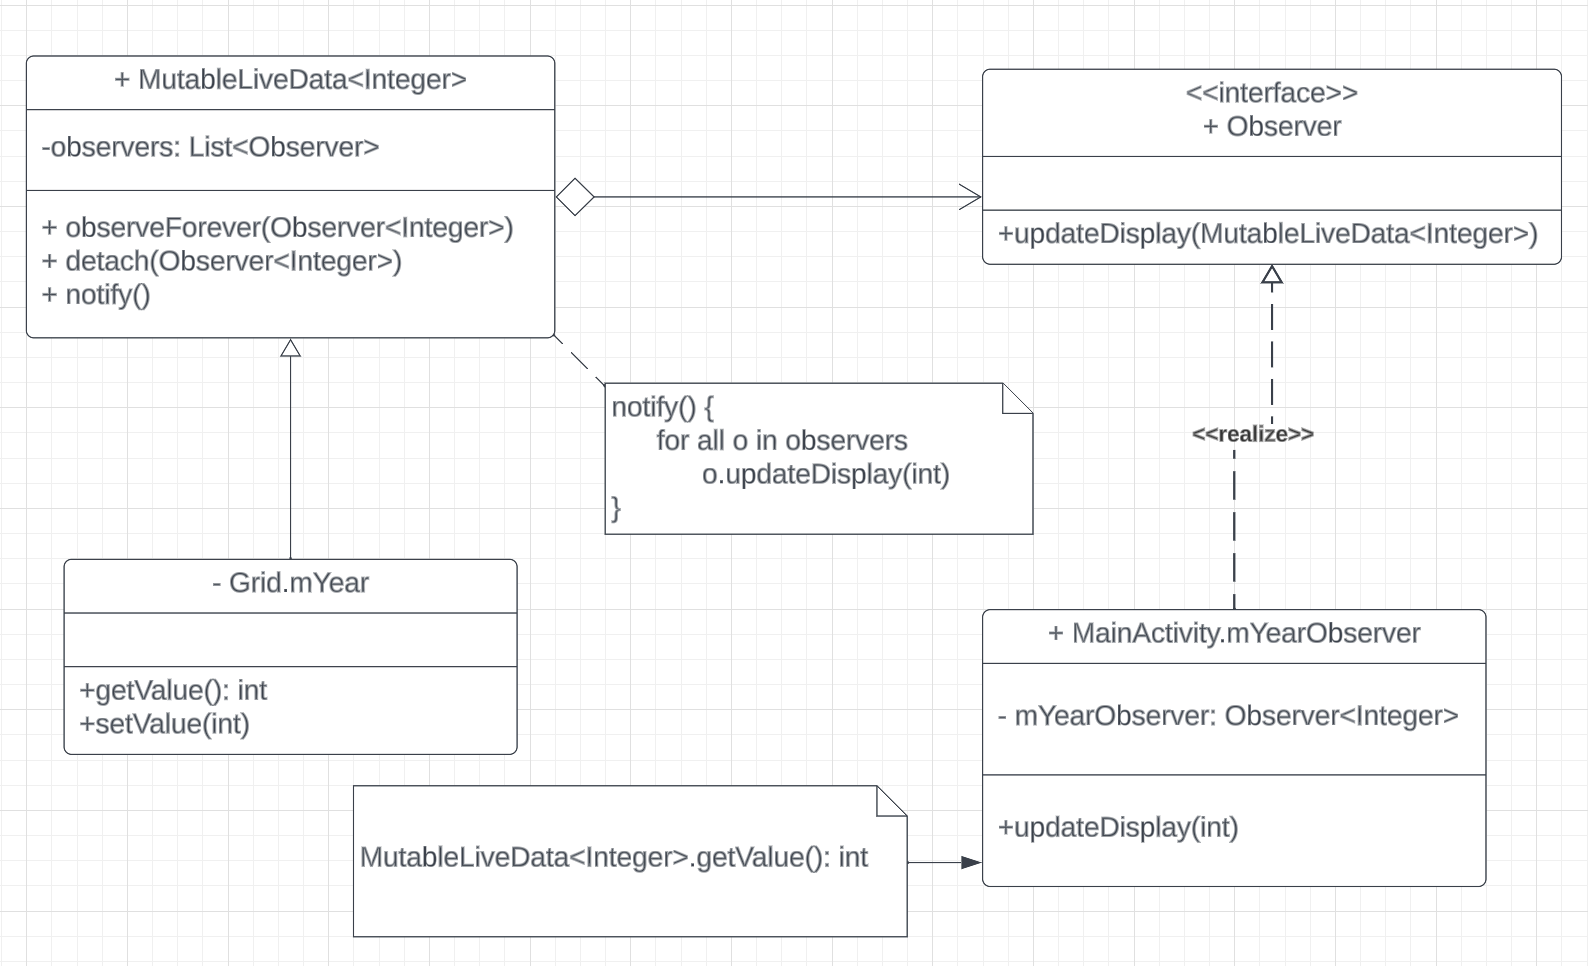 + MutableLiveData<Integer>
-observers: List<Observer>
+ observeForever(Observer<Integer>)
+ detach(Observer<Integer>)
+ notify()
<<interface>>
+ Observer
+updateDisplay(MutableLiveData<Integer>)
notify() {
for all o in observers
o.updateDisplay(int)
}
<<realize>>
- Grid.mYear
+getValue(): int
+setValue(int)
+ MainActivity.mYearObserver
- mYearObserver: Observer<Integer>
+updateDisplay(int)
MutableLiveData<Integer>.getValue(): int